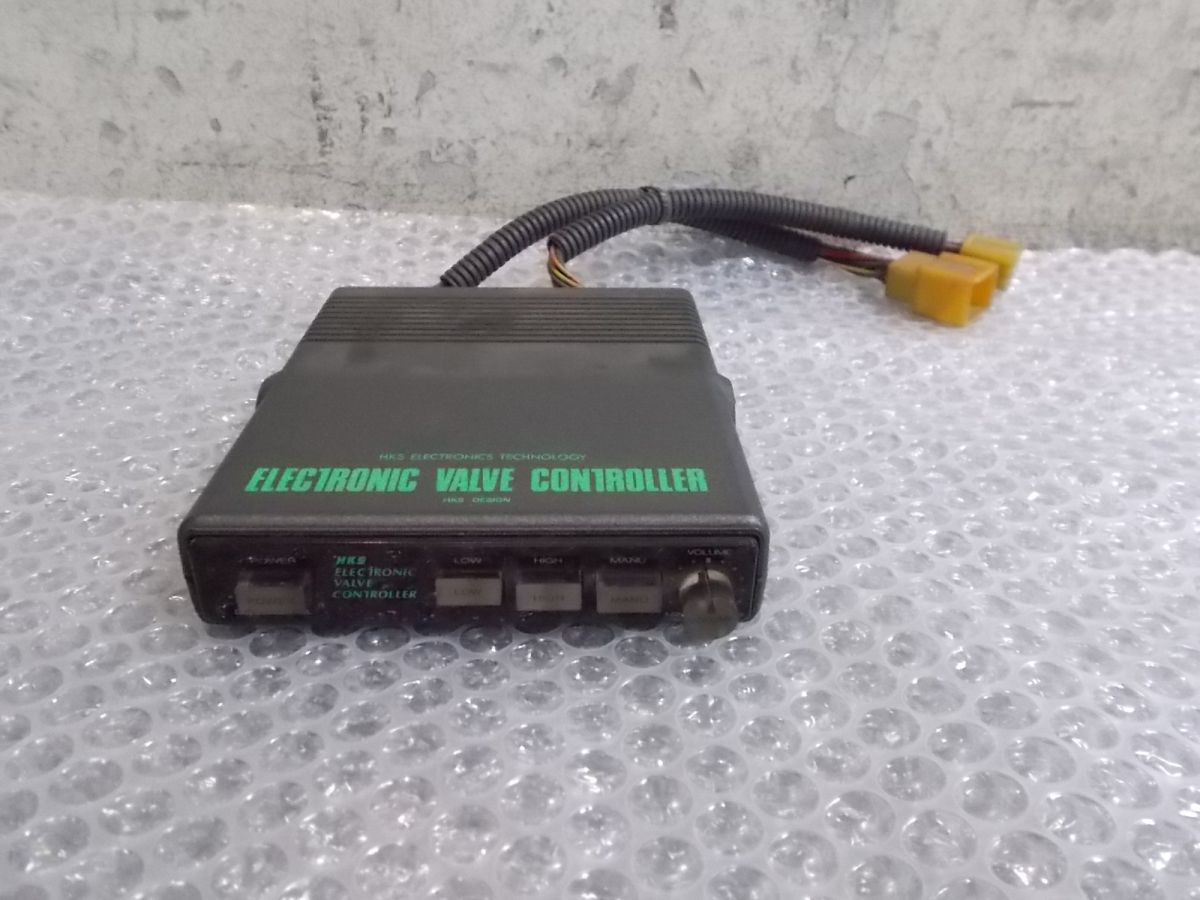 HKS ELECTRONICS TECHNOLOGY
ELECTRONIC VALVE CONTROLLER
HKS DESIGN
POWER
POWER
HKS
ELECTRONIC
VALVE
CONTROLLER
LOW
LOW
HIGH
HIGH
MANU
MANU
VOLUME